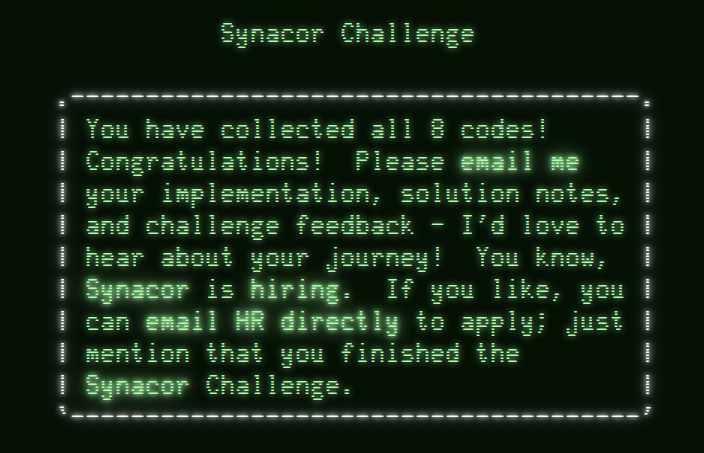 Synacor Challenge
You have collected all 8 codes!
Congratulations!  Please email me
your implementation, solution notes,
and challenge feedback - I'd love to
hear about your journey!  You know,
Synacor is hiring.  If you like, you
can email HR directly to apply; just
mention that you finished the
Synacor Challenge.